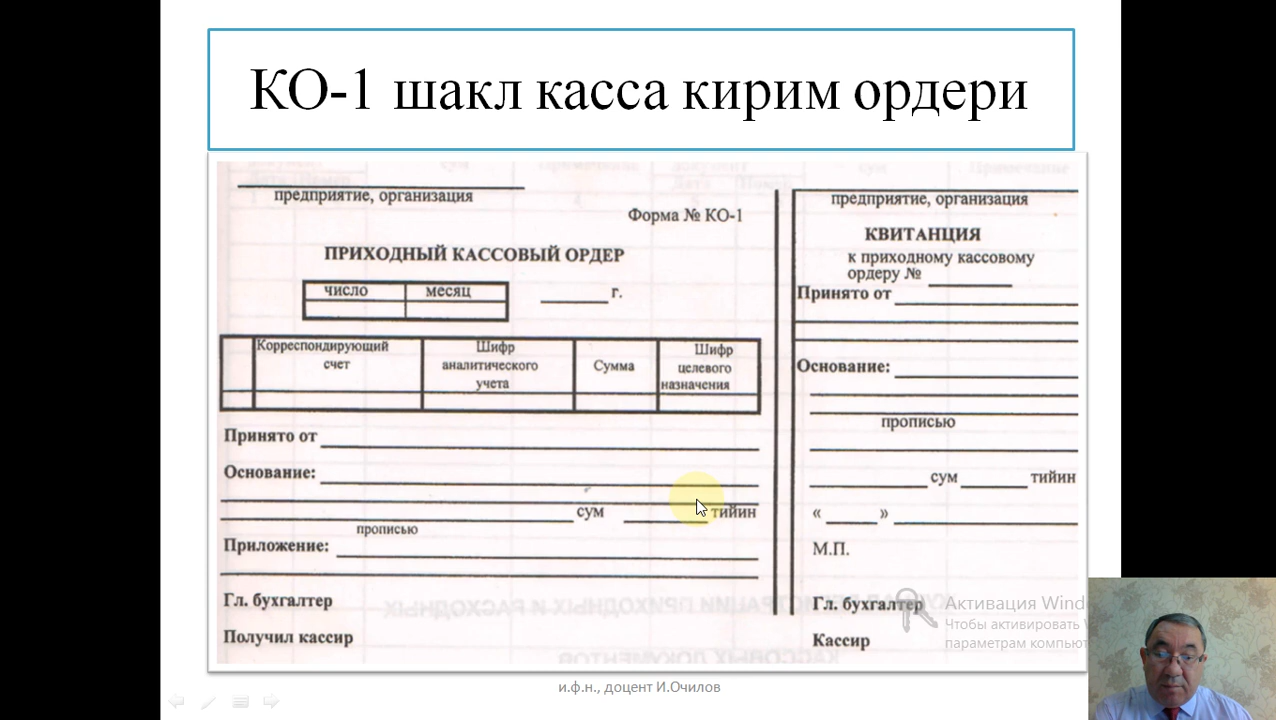 КО-1 шакл касса кирим ордери
предприятие, организация
Форма № КО-1
ПРИХОДНЫЙ КАССОВЫЙ ОРДЕР
число месяц
г.
Корреспондирующий счет
Шифр аналитического учета
Сумма
Шифр целевого назначения
Принято от
Основание:
сум тийин
прописью
Приложение:
Гл. бухгалтер
Получил кассир
предприятие, организация
КВИТАНЦИЯ
к приходному кассовому
ордеру №
Принято от
Основание:
прописью
сум тийин
« »
М.П.
Гл. бухгалтер
Кассир
Активация Wind
Чтобы активировать
параметрам компьют
и.ф.н., доцент И.Очилов